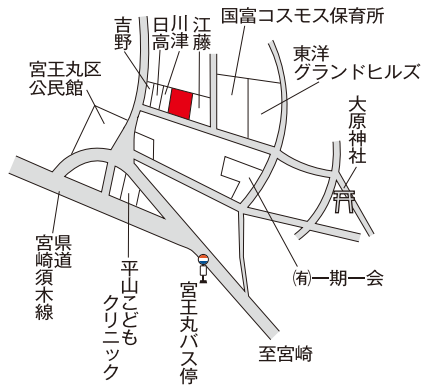 吉野
日高
川津
江藤
国富コスモス保育所
東洋
グランドヒルズ
宮王丸区
公民館
大原神社
県道
宮崎須木線
平山こども
クリニック
宮王丸バス停
㈲一期一会
至宮崎